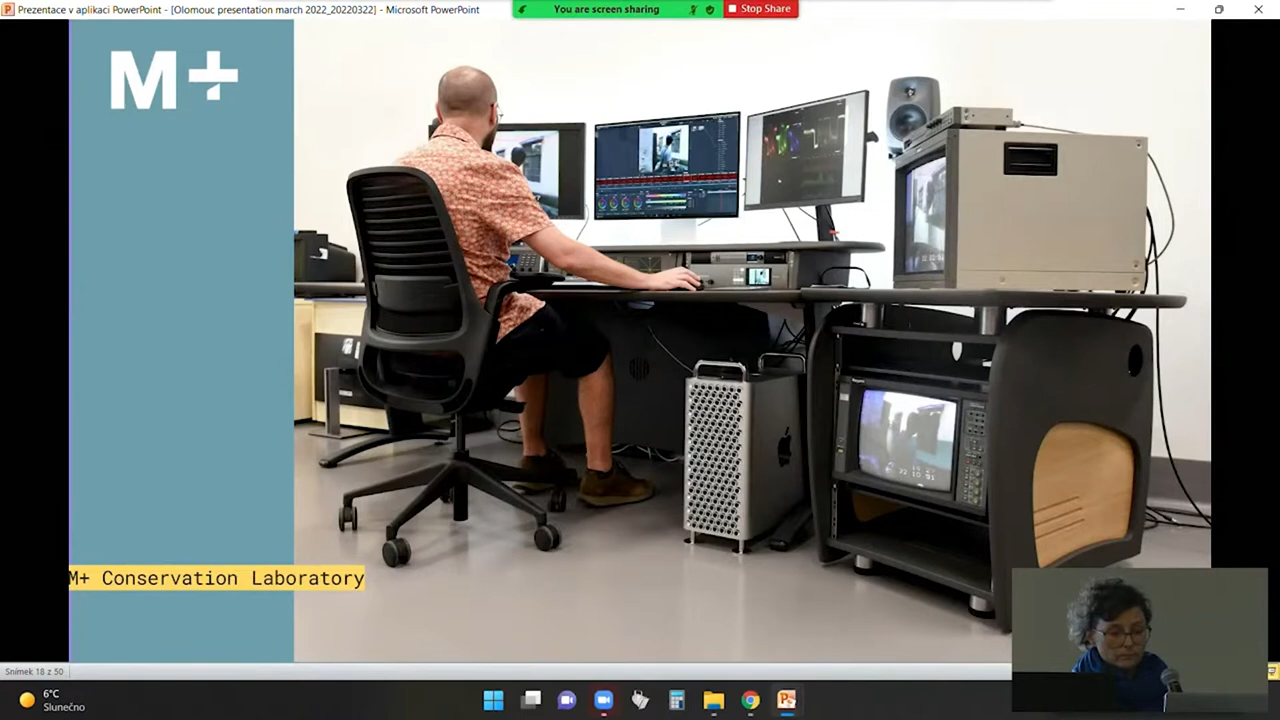 Prezentace v aplikaci PowerPoint - [Olomouc presentation march 2022_20220322] - Microsoft PowerPoint
You are screen sharing
Stop Share
M+
M+ Conservation Laboratory
Snímek 18 z 50
6°C
Slunečno